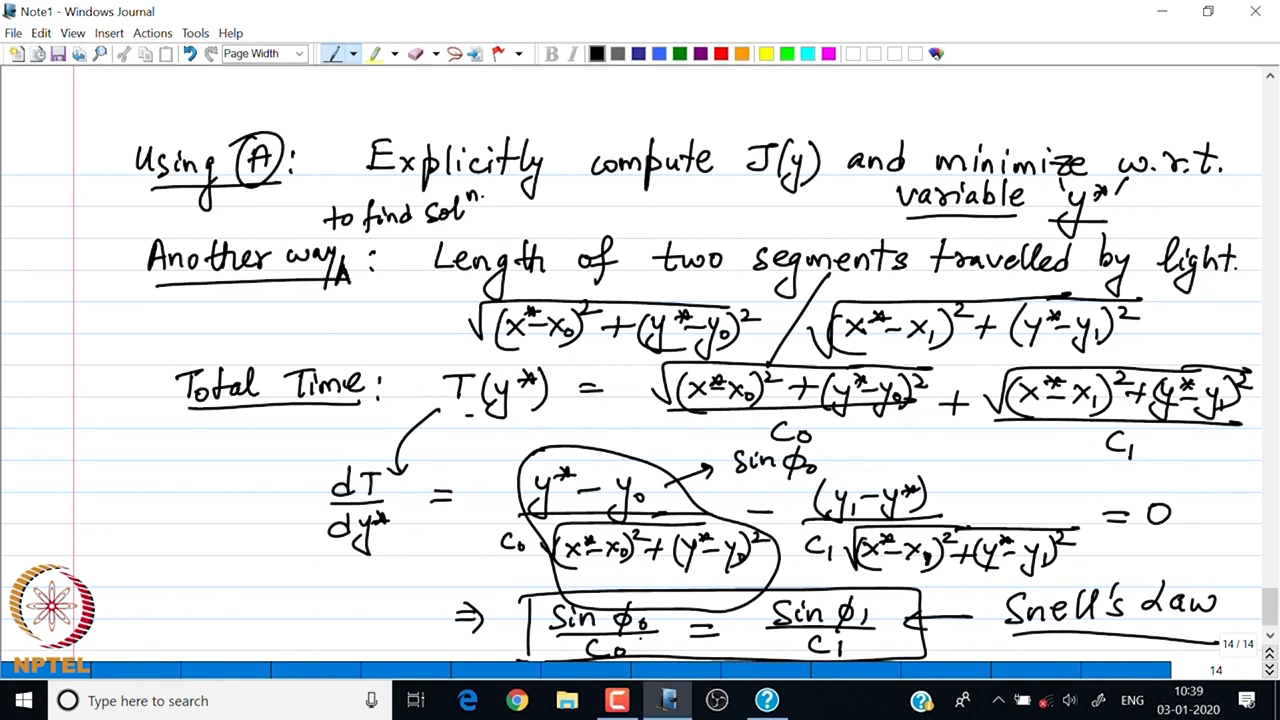 Note1 - Windows Journal
File Edit View Insert Actions Tools Help
Page Width B I
Using (A): Explicitly compute J(y) and minimize w.r.t.
variable 'y*'
to find solⁿ.
Another way/A : Length of two segments travelled by light.
√((x*-x₀)²+(y*-y₀)²) √((x*-x₁)²+(y*-y₁)²)
Total Time: T(y*) = √((x*-x₀)²+(y*-y₀)²)/C₀ + √((x*-x₁)²+(y*-y₁)²)/C₁
dT/dy* = (y*-y₀)/(C₀√((x*-x₀)²+(y*-y₀)²)) → sin ϕ₀ - (y₁-y*)/(C₁√((x*-x₁)²+(y*-y₁)²)) = 0
⇒ sin ϕ₀/C₀ = sin ϕ₁/C₁ ← Snell's Law
14/14
NPTEL
14
Type here to search
ENG
10:39
03-01-2020